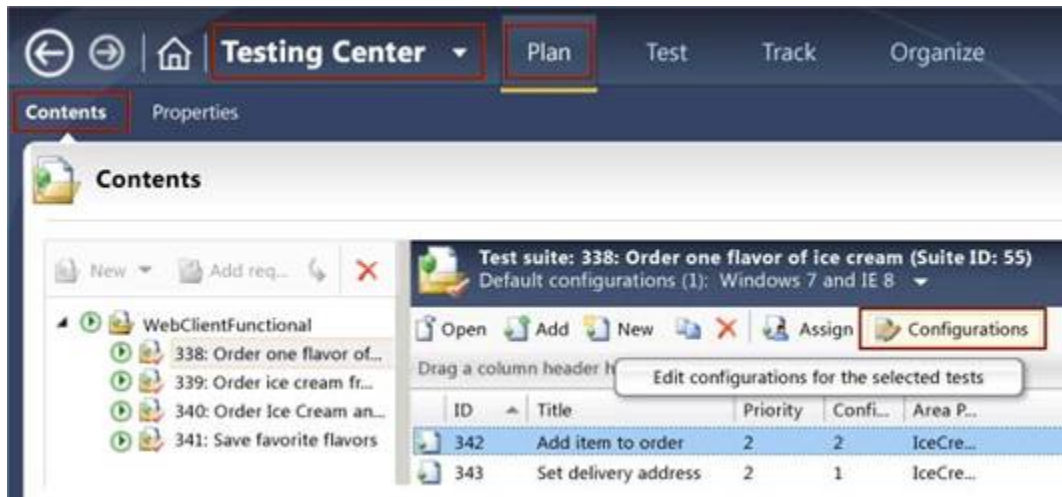 Testing Center Plan Test Track Organize
Contents Properties
Contents
New Add req...
WebClientFunctional
338: Order one flavor of...
339: Order ice cream fr...
340: Order Ice Cream an...
341: Save favorite flavors
Test suite: 338: Order one flavor of ice cream (Suite ID: 55)
Default configurations (1): Windows 7 and IE 8
Open Add New Assign Configurations
Drag a column header h
Edit configurations for the selected tests
ID Title Priority Confi... Area P...
342 Add item to order 2 2 IceCre...
343 Set delivery address 2 1 IceCre...